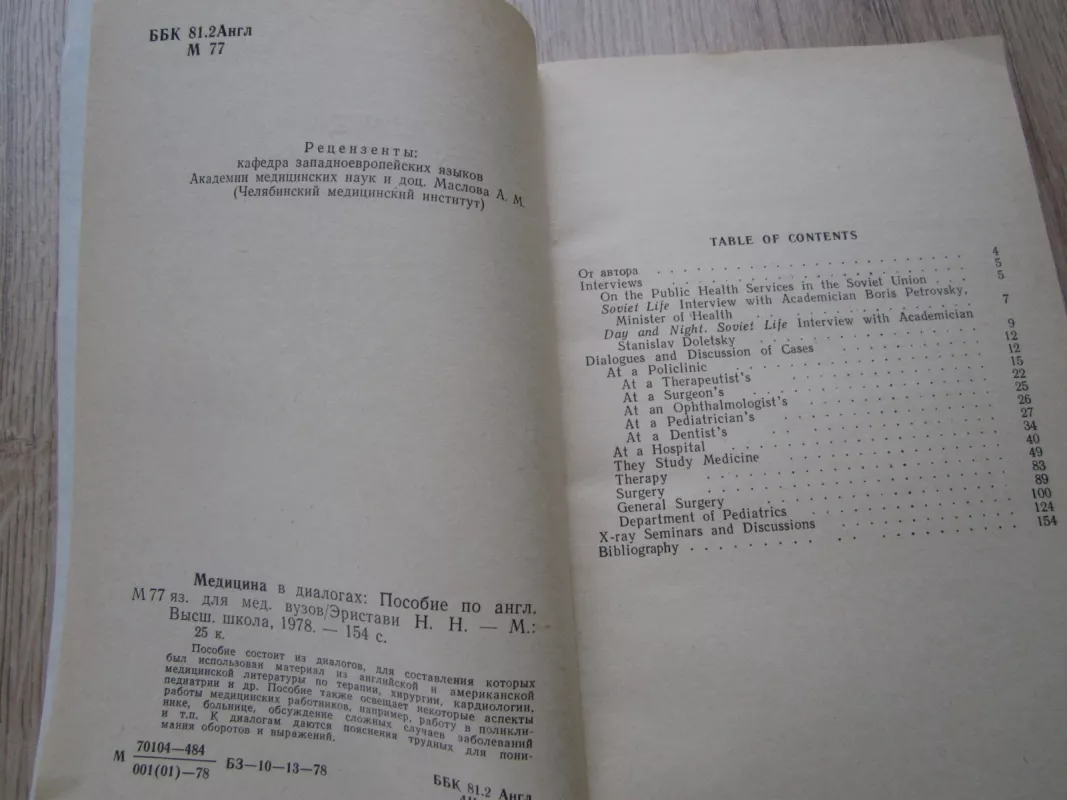 ББК 81.2Англ
М 77
Рецензенты:
кафедра западноевропейских языков
Академии медицинских наук и доц. Маслова А. М.
(Челябинский медицинский институт)
Медицина в диалогах: Пособие по англ.
М 77 яз. для мед. вузов/Эристави Н. Н. — М.:
Высш. школа, 1978. — 154 с.
25 к.
Пособие состоит из диалогов, для составления которых
был использован материал из английской и американской
медицинской литературы по терапии, хирургии, кардиологии,
педиатрии и др. Пособие также освещает некоторые аспекты
работы медицинских работников, например, работу в поликли-
нике, больнице, обсуждение сложных случаев заболеваний
и т.п. К диалогам даются пояснения трудных для пони-
мания оборотов и выражений.
М 70104—484
001(01)—78 БЗ—10—13—78
ББК 81.2 Англ
TABLE OF CONTENTS
От автора . . . 4
Interviews . . . 5
On the Public Health Services in the Soviet Union . . . 5
Soviet Life Interview with Academician Boris Petrovsky,
Minister of Health . . . 7
Day and Night. Soviet Life Interview with Academician
Stanislav Doletsky . . . 9
Dialogues and Discussion of Cases . . . 12
At a Policlinic . . . 12
At a Therapeutist's . . . 15
At a Surgeon's . . . 22
At an Ophthalmologist's . . . 25
At a Pediatrician's . . . 26
At a Dentist's . . . 27
At a Hospital . . . 34
They Study Medicine . . . 40
Therapy . . . 49
Surgery . . . 83
General Surgery . . . 89
Department of Pediatrics . . . 100
X-ray Seminars and Discussions . . . 124
Bibliography . . . 154